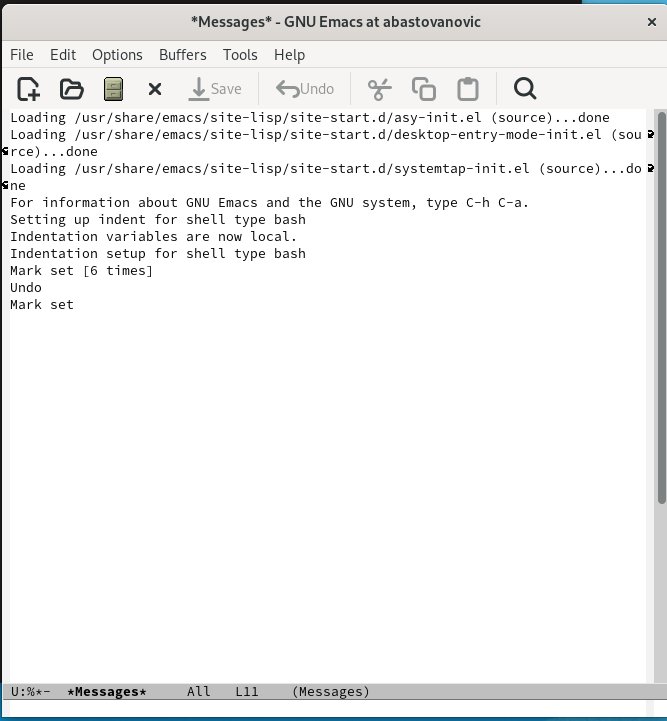 *Messages* - GNU Emacs at abastovanovic
File Edit Options Buffers Tools Help
Save Undo
Loading /usr/share/emacs/site-lisp/site-start.d/asy-init.el (source)...done
Loading /usr/share/emacs/site-lisp/site-start.d/desktop-entry-mode-init.el (sou
rce)...done
Loading /usr/share/emacs/site-lisp/site-start.d/systemtap-init.el (source)...do
ne
For information about GNU Emacs and the GNU system, type C-h C-a.
Setting up indent for shell type bash
Indentation variables are now local.
Indentation setup for shell type bash
Mark set [6 times]
Undo
Mark set
U:%*- *Messages* All L11 (Messages)